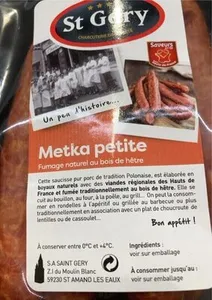 St Géry
Saveurs
Un peu d'histoire...
Metka petite
Fumage naturel au bois de hêtre
Cette saucisse pur porc de tradition Polonaise, est élaborée en
boyaux naturels avec des viandes régionales des Hauts de
France et fumée traditionnellement au bois de hêtre. Elle se
cuit au bouillon, au four, à la poêle, au gril... On peut la consom-
mer en rondelles à l'apéritif ou grillée au barbecue ou plus
traditionnellement en association avec un plat de choucroute de
lentilles ou de cassoulet...
Bon appétit !
À conserver entre 0°C et +4°C.
S.A SAINT GERY
Z.I du Moulin Blanc
59230 ST AMAND LES EAUX
Ingrédients :
voir sur emballage
À consommer jusqu'au :
voir sur emballage